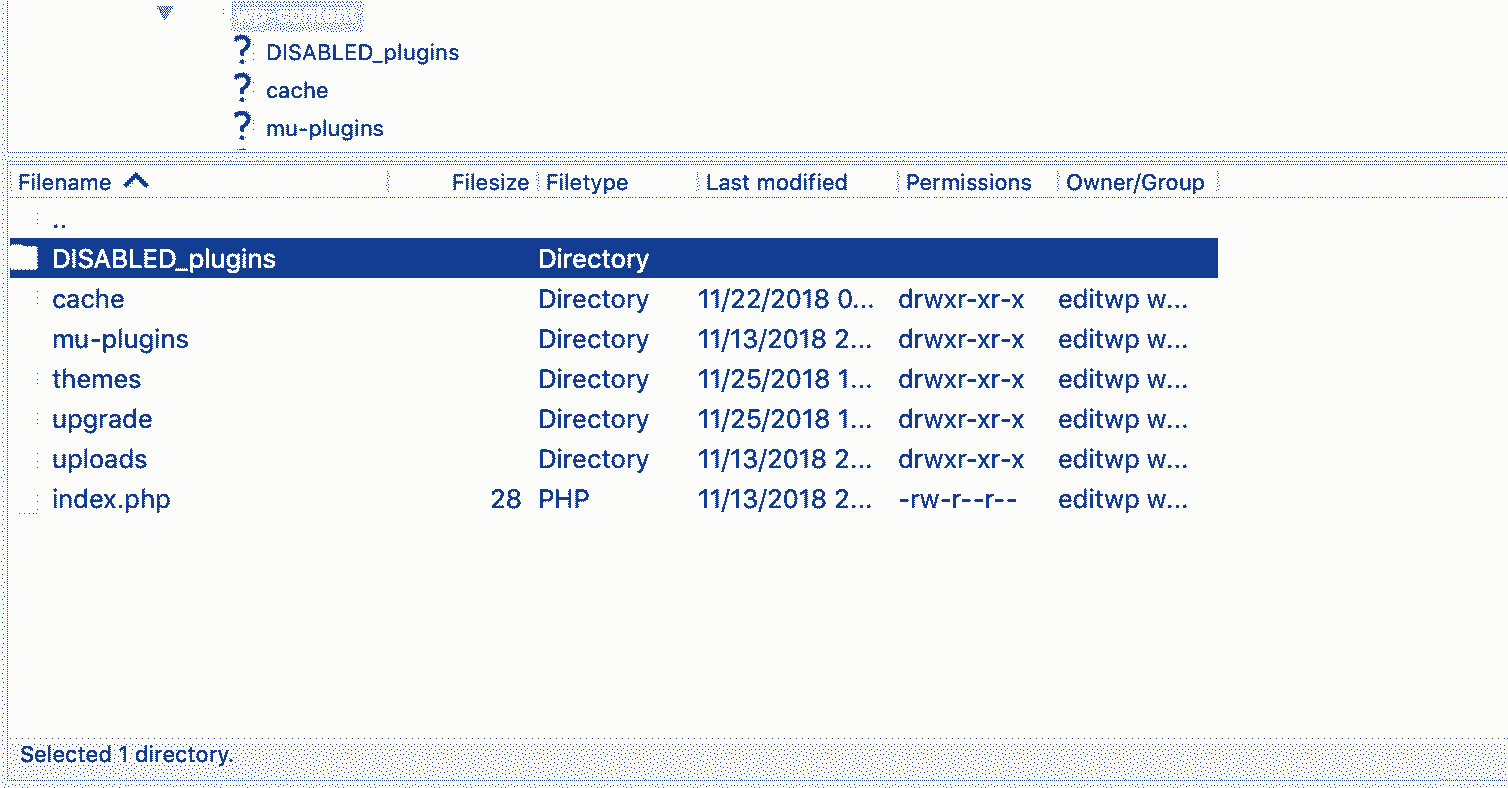 wp-content
? DISABLED_plugins
? cache
? mu-plugins
Filename Filesize Filetype Last modified Permissions Owner/Group
..
DISABLED_plugins Directory
cache Directory 11/22/2018 0... drwxr-xr-x editwp w...
mu-plugins Directory 11/13/2018 2... drwxr-xr-x editwp w...
themes Directory 11/25/2018 1... drwxr-xr-x editwp w...
upgrade Directory 11/25/2018 1... drwxr-xr-x editwp w...
uploads Directory 11/13/2018 2... drwxr-xr-x editwp w...
index.php 28 PHP 11/13/2018 2... -rw-r--r-- editwp w...
Selected 1 directory.